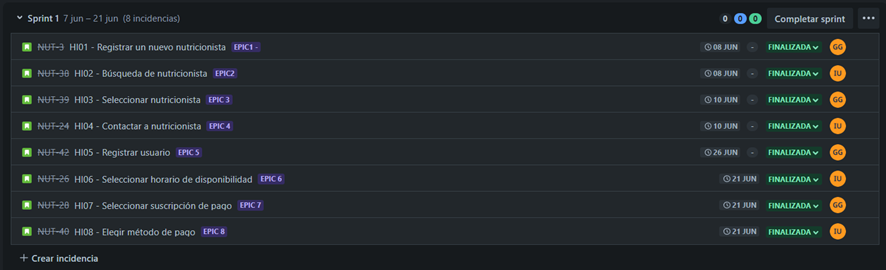 Sprint 1 7 jun – 21 jun (8 incidencias) 0 0 0 Completar sprint •••
NUT-3 HI01 - Registrar un nuevo nutricionista EPIC1 - 08 JUN - FINALIZADA GG
NUT-38 HI02 - Búsqueda de nutricionista EPIC2 08 JUN - FINALIZADA IU
NUT-39 HI03 - Seleccionar nutricionista EPIC 3 10 JUN - FINALIZADA GG
NUT-24 HI04 - Contactar a nutricionista EPIC 4 10 JUN - FINALIZADA IU
NUT-42 HI05 - Registrar usuario EPIC 5 26 JUN - FINALIZADA GG
NUT-26 HI06 - Seleccionar horario de disponibilidad EPIC 6 21 JUN FINALIZADA IU
NUT-28 HI07 - Seleccionar suscripción de pago EPIC 7 21 JUN FINALIZADA GG
NUT-40 HI08 - Elegir método de pago EPIC 8 21 JUN FINALIZADA IU
+ Crear incidencia